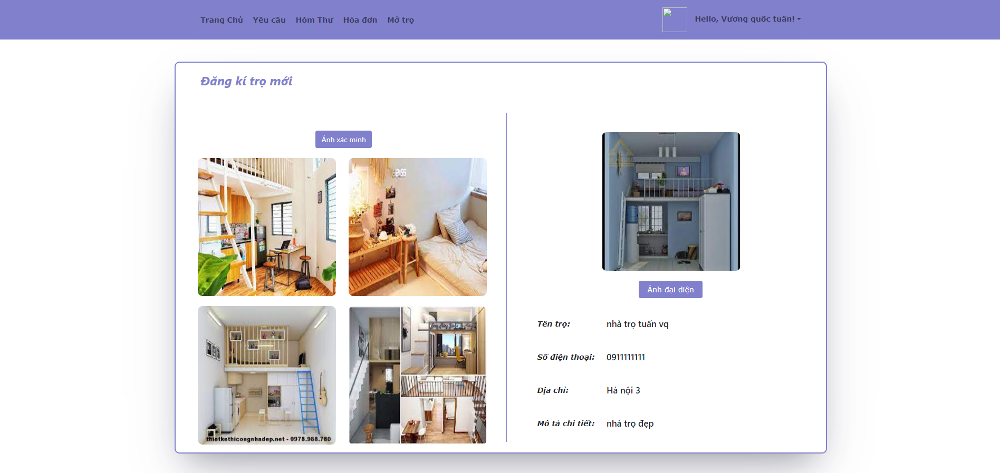 Trang Chủ Yêu cầu Hòm Thư Hóa đơn Mở trọ
Hello, Vương quốc tuấn!
Đăng kí trọ mới
Ảnh xác minh
thietkethicongnhadep.net - 0978.988.780
Ảnh đại diện
Tên trọ: nhà trọ tuấn vq
Số điện thoại: 0911111111
Địa chỉ: Hà nội 3
Mô tả chi tiết: nhà trọ đẹp